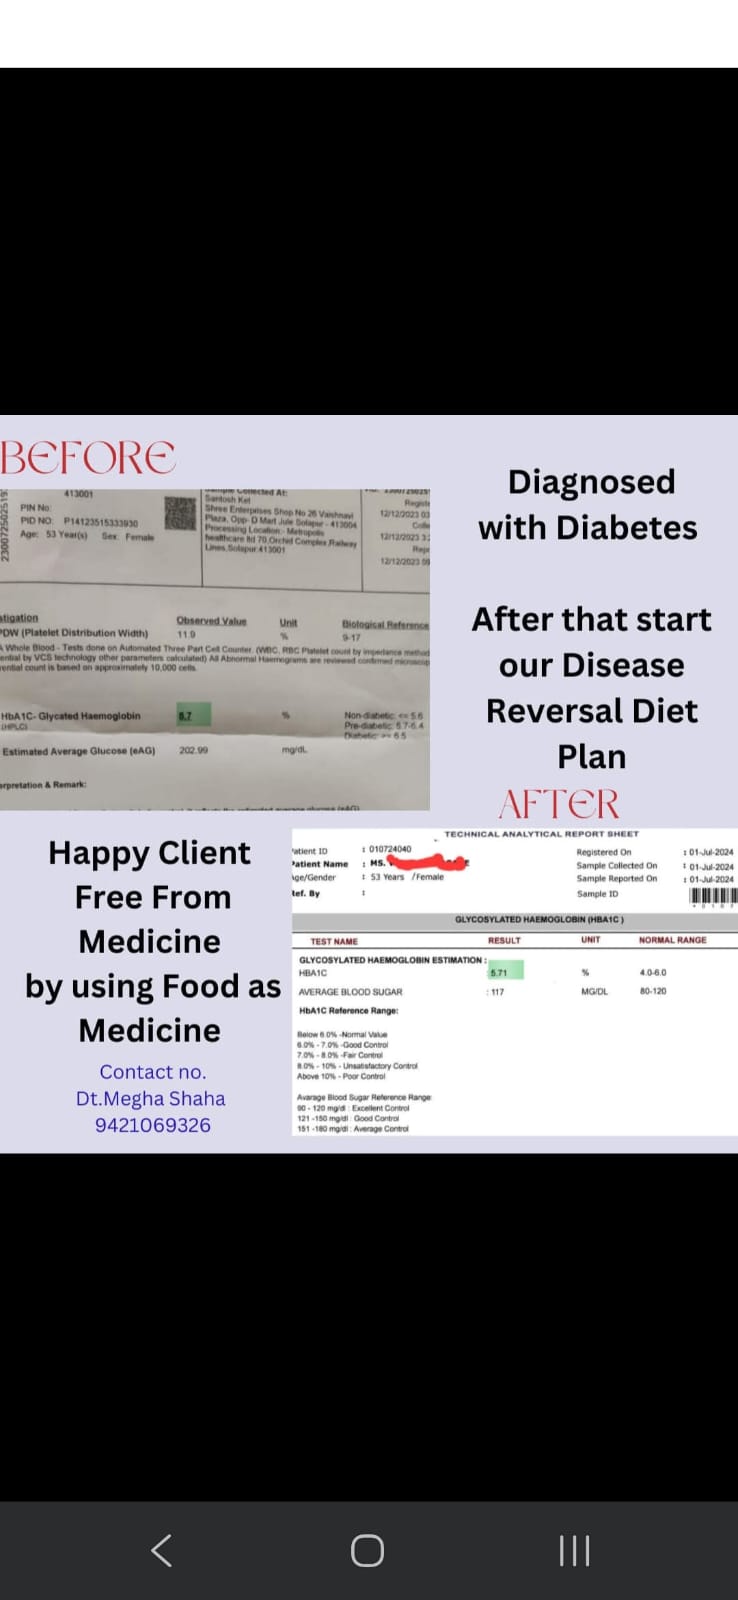 BEFORE
413001
PIN No:
PID NO: P14123515333930
Age: 53 Year(s) Sex: Female
Collected At:
Santosh Ket
Shree Enterprises Shop No 26 Vaishnavi
Plaza, Opp- D Mart Jule Solapur - 413004
Processing Location:- Metropolis
healthcare ltd 70,Orchid Complex,Railway
Lines,Solapur 413001
Registe
12/12/2023 03
Colle
12/12/2023 3:
Repo
12/12/2023 09
stigation Observed Value Unit Biological Reference
PDW (Platelet Distribution Width) 11.9 % 9-17
Whole Blood - Tests done on Automated Three Part Cell Counter. (WBC, RBC Platelet count by impedance method
ential by VCS technology other parameters calculated) All Abnormal Haemograms are reviewed confirmed microscop
rential count is based on approximately 10,000 cells.
HbA1C- Glycated Haemoglobin 8.7 % Non-diabetic: <= 5.6
(HPLC) Pre-diabetic: 5.7-6.4
Diabetic: >= 6.5
Estimated Average Glucose (eAG) 202.99 mg/dL
erpretation & Remark:
Diagnosed
with Diabetes
After that start
our Disease
Reversal Diet
Plan
AFTER
Happy Client
Free From
Medicine
by using Food as
Medicine
Contact no.
Dt.Megha Shaha
9421069326
TECHNICAL ANALYTICAL REPORT SHEET
atient ID : 010724040
Patient Name : MS.
Age/Gender : 53 Years /Female
Ref. By :
Registered On : 01-Jul-2024
Sample Collected On : 01-Jul-2024
Sample Reported On : 01-Jul-2024
Sample ID
GLYCOSYLATED HAEMOGLOBIN (HBA1C )
TEST NAME RESULT UNIT NORMAL RANGE
GLYCOSYLATED HAEMOGLOBIN ESTIMATION :
HBA1C : 5.71 % 4.0-6.0
AVERAGE BLOOD SUGAR : 117 MG/DL 80-120
HbA1C Reference Range:
Below 6.0% -Normal Value
6.0% - 7.0% -Good Control
7.0% - 8.0% -Fair Control
8.0% - 10% - Unsatisfactory Control
Above 10% - Poor Control
Avarage Blood Sugar Reference Range
90 - 120 mg/dl : Excellent Control
121 -150 mg/dl : Good Control
151 -180 mg/dl : Average Control